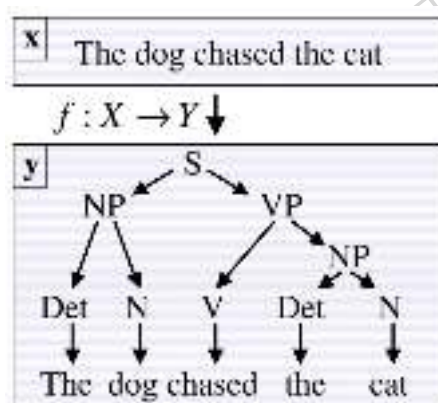 x
The dog chased the cat
f : X → Y
y
S
NP VP
NP
Det N V Det N
The dog chased the cat